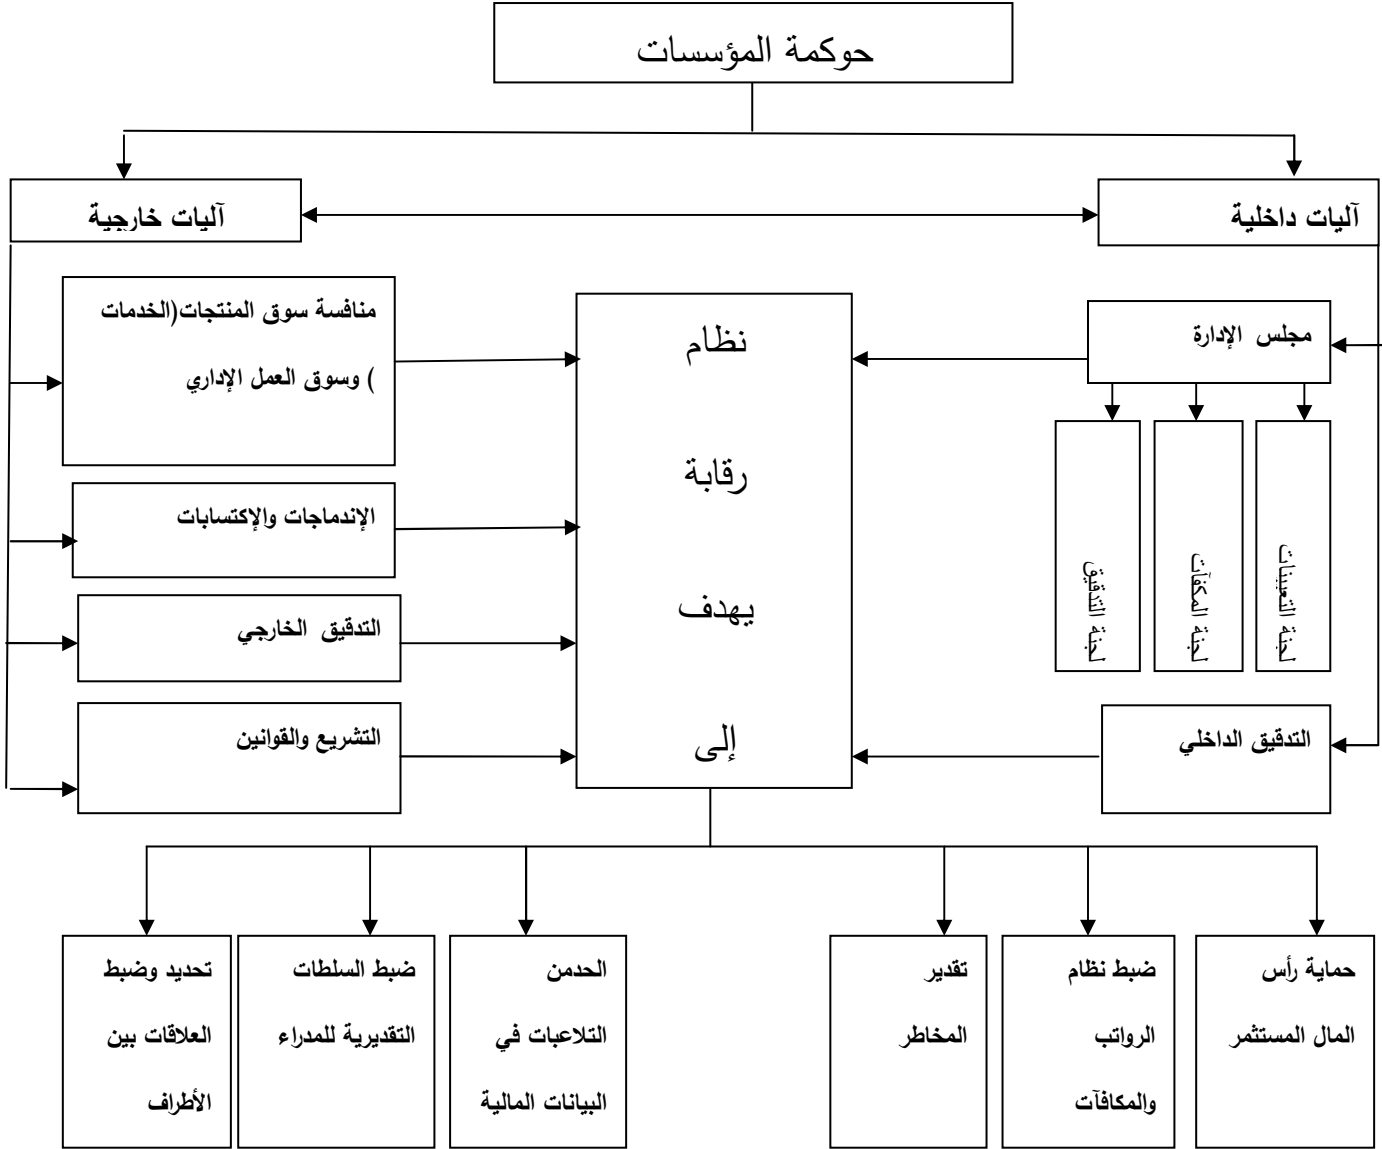 حوكمة المؤسسات
آليات داخلية
آليات خارجية
مجلس الإدارة
لجنة التعيينات
لجنة المكفآت
لجنة التدقيق
التدقيق الداخلي
نظام
رقابة
يهدف
إلى
منافسة سوق المنتجات(الخدمات
) وسوق العمل الإداري
الإندماجات والإكتسابات
التدقيق الخارجي
التشريع والقوانين
حماية رأس
المال المستثمر
ضبط نظام
الرواتب
والمكافآت
تقدير
المخاطر
الحدمن
التلاعبات في
البيانات المالية
ضبط السلطات
التقديرية للمدراء
تحديد وضبط
العلاقات بين
الأطراف